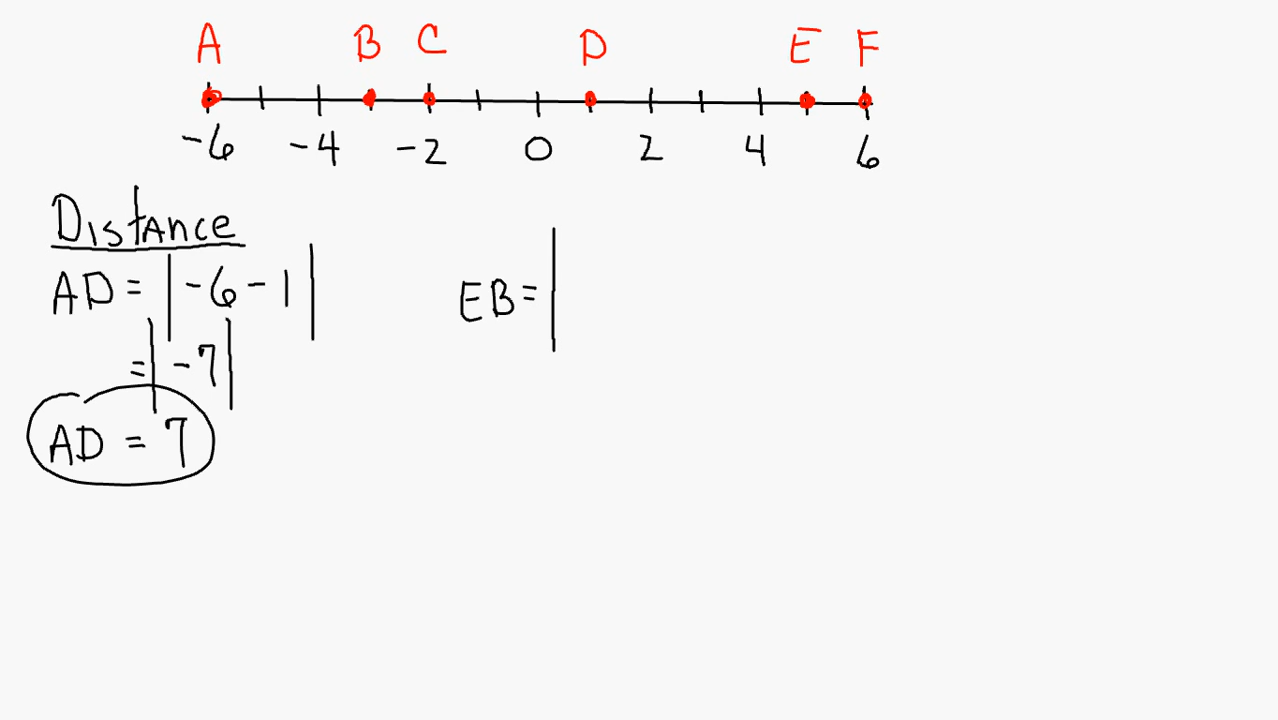 A B C D E F
-6 -4 -2 0 2 4 6
Distance
AD = |-6-1|
= |-7|
AD = 7
EB = |